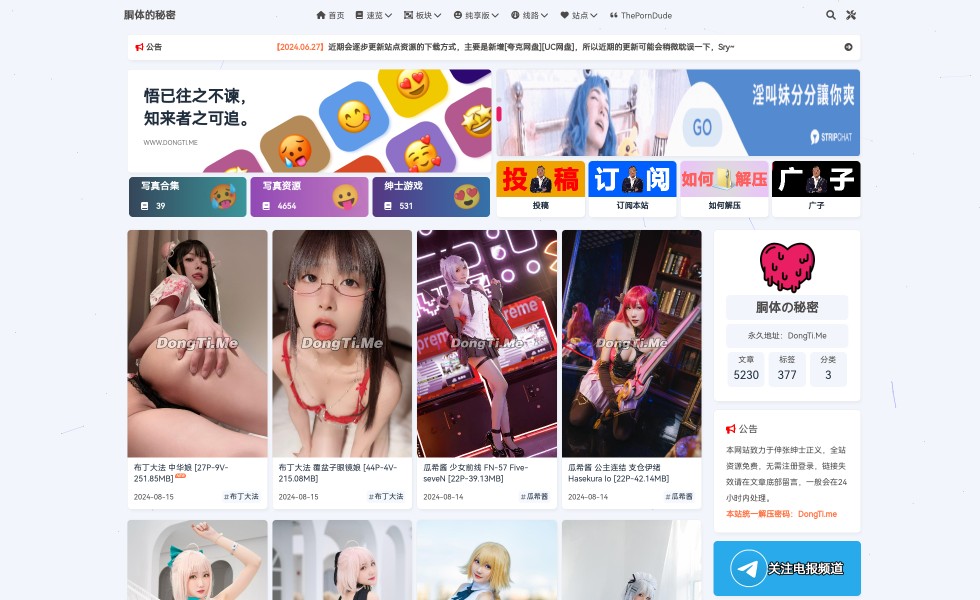 胴体的秘密
首页
速览
板块
纯享版
线路
站点
ThePornDude
公告
【2024.06.27】近期会逐步更新站点资源的下载方式，主要是新增[夸克网盘][UC网盘]，所以近期的更新可能会稍微耽误一下，Sry~
悟已往之不谏，
知来者之可追。
WWW.DONGTI.ME
淫叫妹分分讓你爽
GO
STRIPCHAT
写真合集
39
写真资源
4654
绅士游戏
531
投稿
订阅
如何解压
广子
投稿
订阅本站
如何解压
广子
DongTi.Me
DongTi.Me
DongTi.Me
DongTi.Me
布丁大法 中华娘 [27P-9V-
251.85MB]
2024-08-15
#布丁大法
布丁大法 覆盆子眼镜娘 [44P-4V-
215.08MB]
2024-08-15
#布丁大法
瓜希酱 少女前线 FN-57 Five-
seveN [22P-39.13MB]
2024-08-14
#瓜希酱
瓜希酱 公主连结 支仓伊绪
Hasekura Io [22P-42.14MB]
2024-08-14
#瓜希酱
胴体の秘密
永久地址：DongTi.Me
文章
5230
标签
377
分类
3
公告
本网站致力于伸张绅士正义，全站
资源免费，无需注册登录，链接失
效请在文章底部留言，一般会在24
小时内处理。
本站统一解压密码：DongTi.me
关注电报频道